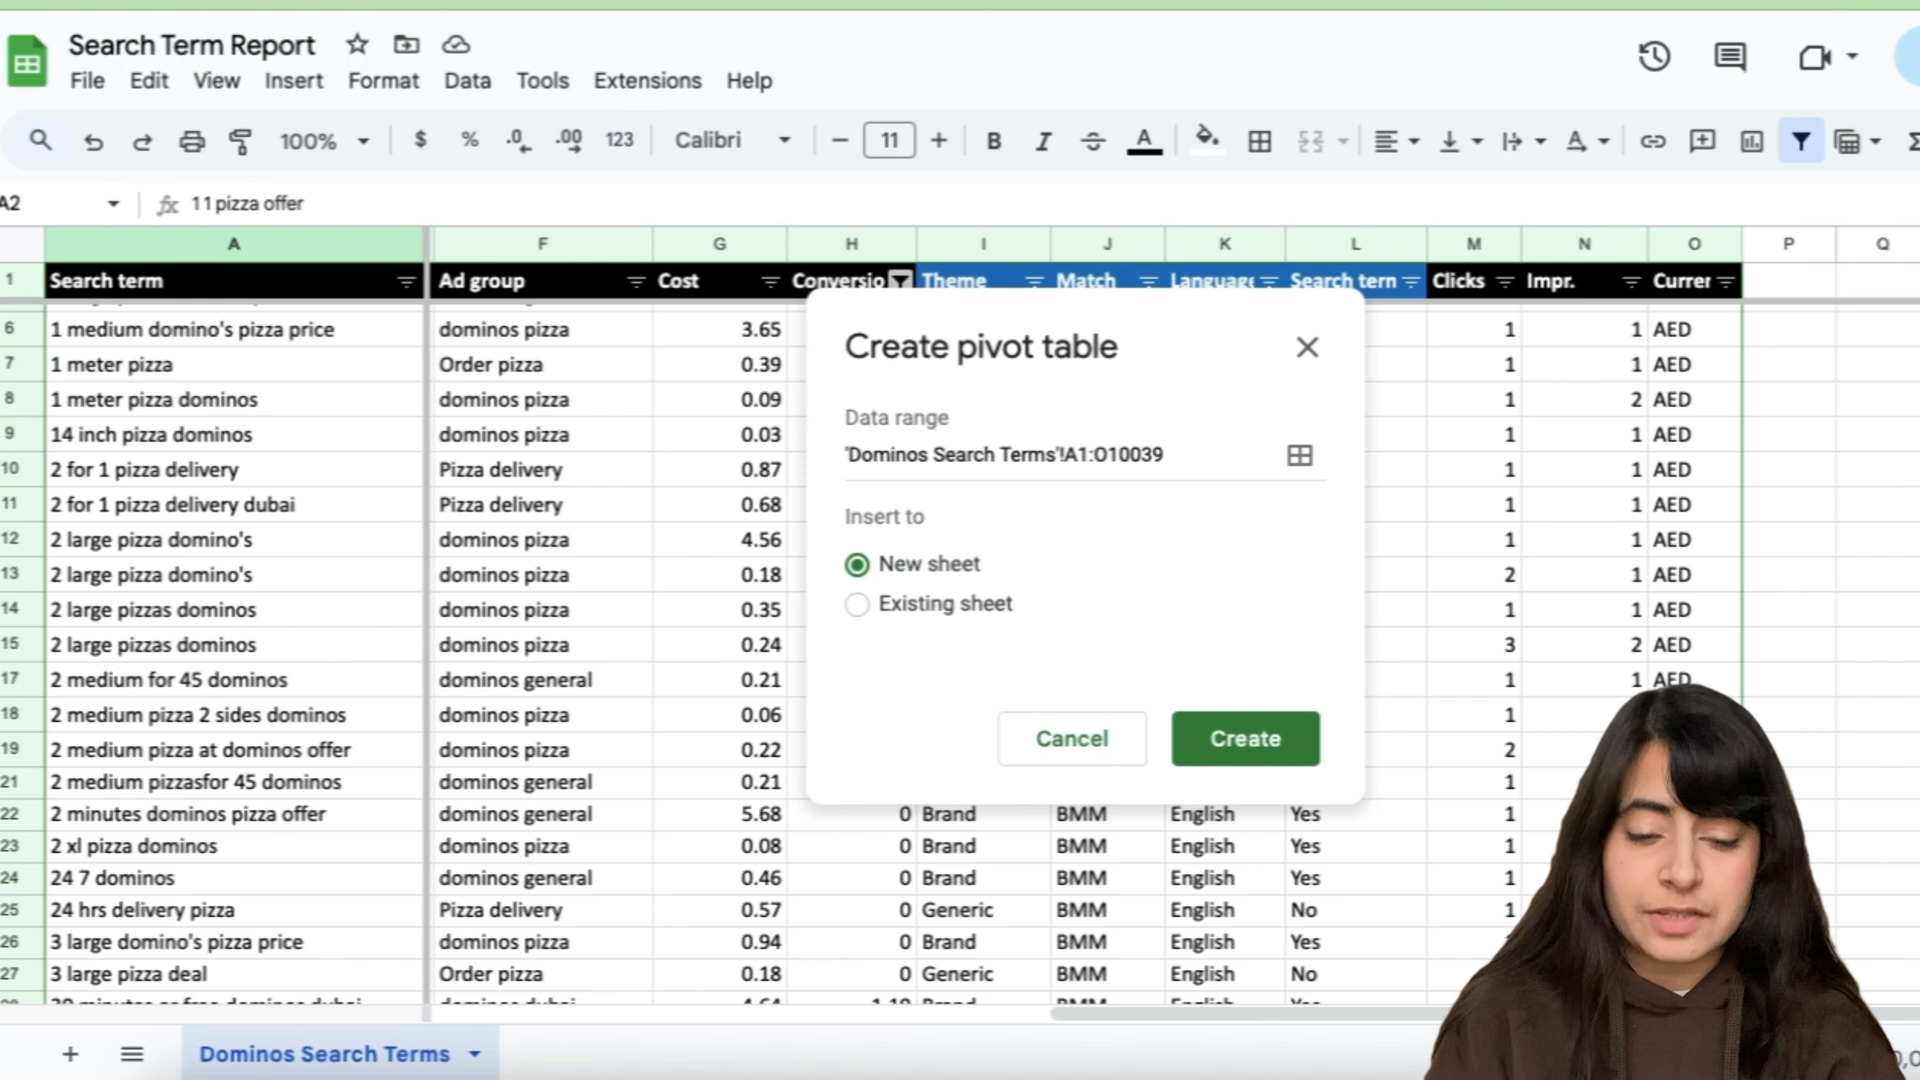 Search Term Report
File Edit View Insert Format Data Tools Extensions Help
100% $ % .0 .00 123 Calibri 11 B I A
A2 fx 11 pizza offer
A F G H I J K L M N O P Q
1 Search term Ad group Cost Conversio Theme Match Language Search tern Clicks Impr. Currer
6 1 medium domino's pizza price dominos pizza 3.65 1 1 AED
7 1 meter pizza Order pizza 0.39 1 1 AED
8 1 meter pizza dominos dominos pizza 0.09 1 2 AED
9 14 inch pizza dominos dominos pizza 0.03 1 1 AED
10 2 for 1 pizza delivery Pizza delivery 0.87 1 1 AED
11 2 for 1 pizza delivery dubai Pizza delivery 0.68 1 1 AED
12 2 large pizza domino's dominos pizza 4.56 1 1 AED
13 2 large pizza domino's dominos pizza 0.18 2 1 AED
14 2 large pizzas dominos dominos pizza 0.35 1 1 AED
15 2 large pizzas dominos dominos pizza 0.24 3 2 AED
17 2 medium for 45 dominos dominos general 0.21 1 1 AED
18 2 medium pizza 2 sides dominos dominos pizza 0.06 1
19 2 medium pizza at dominos offer dominos pizza 0.22 2
21 2 medium pizzasfor 45 dominos dominos general 0.21 1
22 2 minutes dominos pizza offer dominos general 5.68 0 Brand BMM English Yes 1
23 2 xl pizza dominos dominos pizza 0.08 0 Brand BMM English Yes 1
24 24 7 dominos dominos general 0.46 0 Brand BMM English Yes 1
25 24 hrs delivery pizza Pizza delivery 0.57 0 Generic BMM English No 1
26 3 large domino's pizza price dominos pizza 0.94 0 Brand BMM English Yes
27 3 large pizza deal Order pizza 0.18 0 Generic BMM English No
Create pivot table
Data range
'Dominos Search Terms'!A1:O10039
Insert to
New sheet
Existing sheet
Cancel Create
Dominos Search Terms